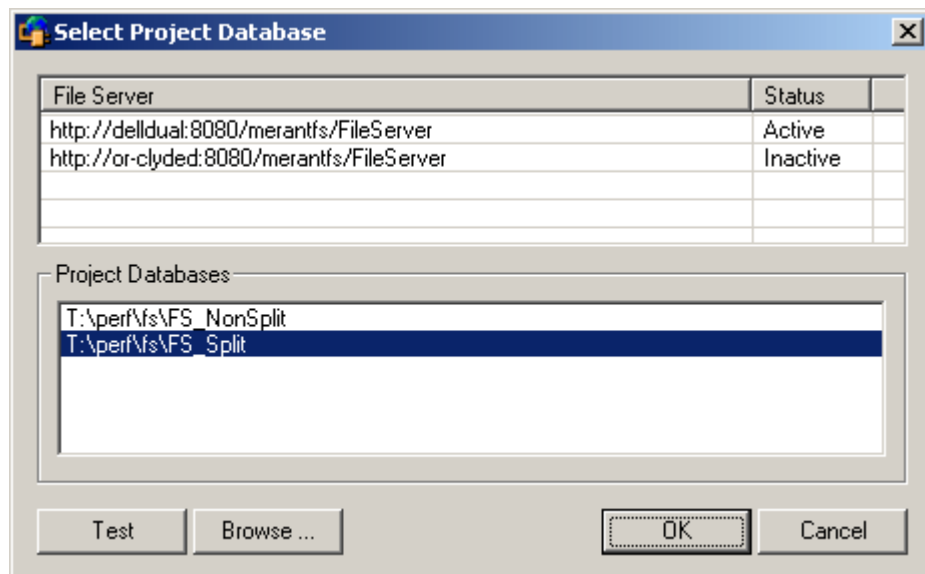 Select Project Database
File Server Status
http://delldual:8080/merantfs/FileServer Active
http://or-clyded:8080/merantfs/FileServer Inactive
Project Databases
T:\perf\fs\FS_NonSplit
T:\perf\fs\FS_Split
Test Browse ... OK Cancel